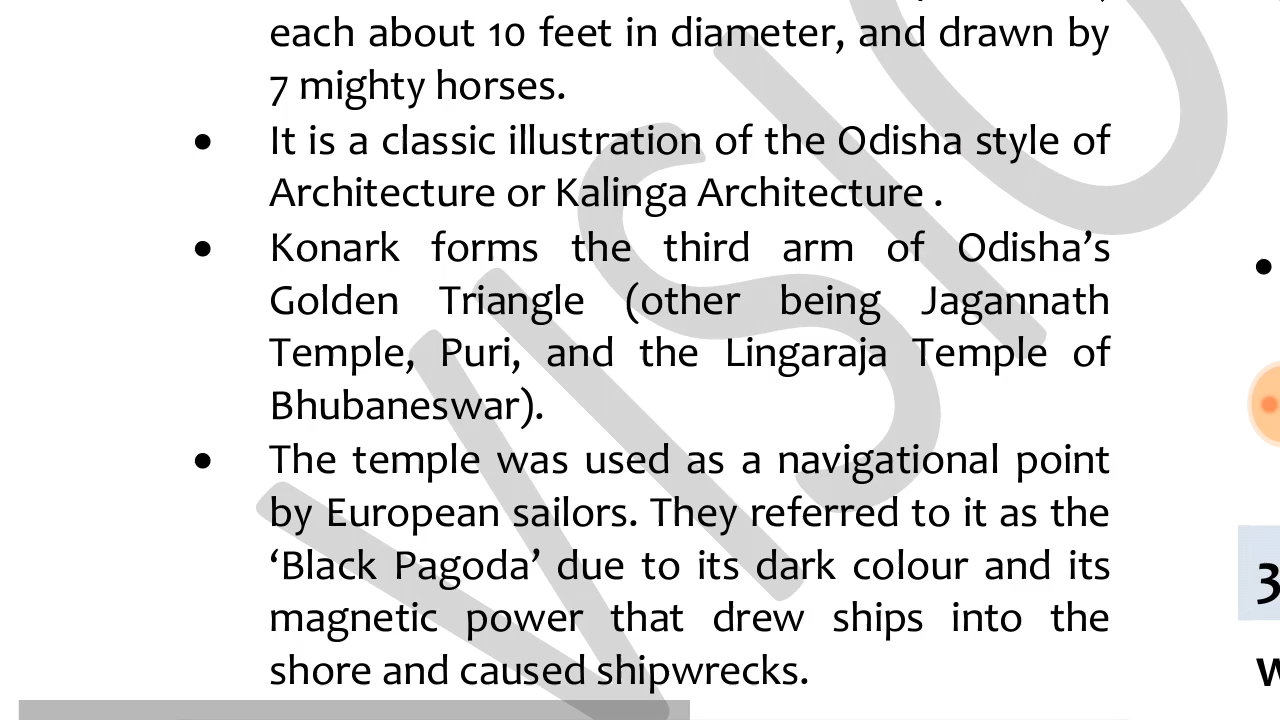 each about 10 feet in diameter, and drawn by
7 mighty horses.
• It is a classic illustration of the Odisha style of
Architecture or Kalinga Architecture .
• Konark forms the third arm of Odisha’s
Golden Triangle (other being Jagannath
Temple, Puri, and the Lingaraja Temple of
Bhubaneswar).
• The temple was used as a navigational point
by European sailors. They referred to it as the
‘Black Pagoda’ due to its dark colour and its
magnetic power that drew ships into the
shore and caused shipwrecks.
•
3